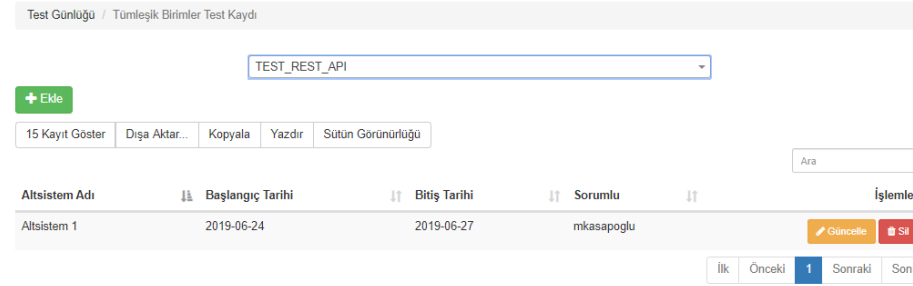 Test Günlüğü / Tümleşik Birimler Test Kaydı
TEST_REST_API
Ekle
15 Kayıt Göster Dışa Aktar... Kopyala Yazdır Sütün Görünürlüğü
Ara
Altsistem Adı Başlangıç Tarihi Bitiş Tarihi Sorumlu İşlemle
Altsistem 1 2019-06-24 2019-06-27 mkasapoglu Güncelle Sil
İlk Önceki 1 Sonraki Son